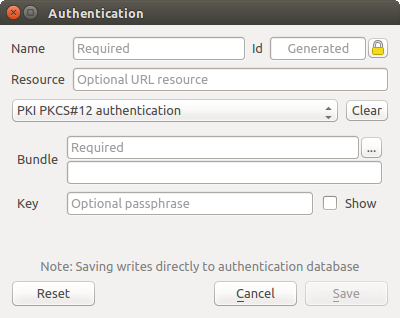 Authentication
Name Required Id Generated
Resource Optional URL resource
PKI PKCS#12 authentication Clear
Bundle Required ...
Key Optional passphrase Show
Note: Saving writes directly to authentication database
Reset Cancel Save